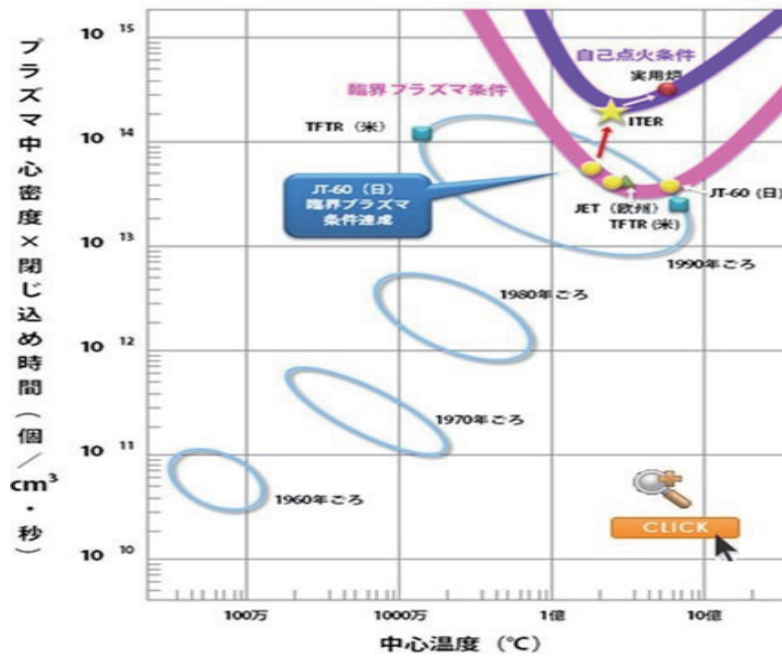 プラズマ中心密度×閉じ込め時間（個／cm³・秒）
10 15
10 14
10 13
10 12
10 11
10 10
自己点火条件
実用炉
臨界プラズマ条件
ITER
TFTR（米）
JT-60（日）
臨界プラズマ
条件達成
JT-60（日）
JET（欧州）
TFTR（米）
1990年ごろ
1980年ごろ
1970年ごろ
1960年ごろ
CLICK
100万
1000万
1億
10億
中心温度（℃）